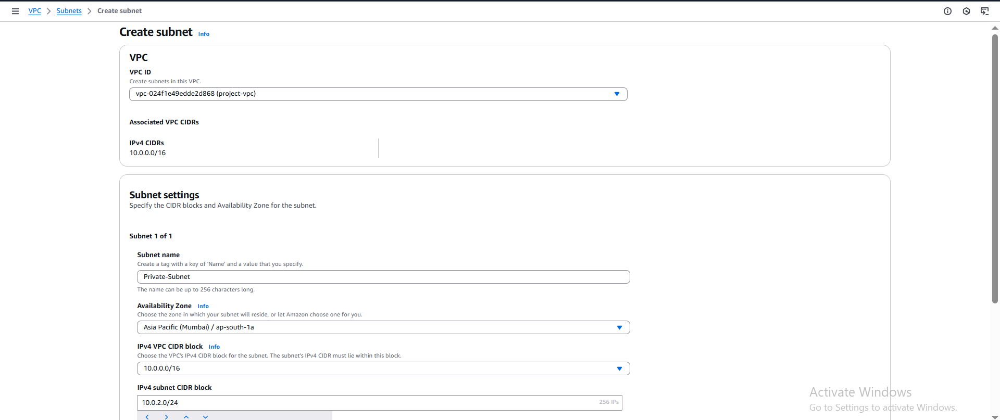 VPC > Subnets > Create subnet
Create subnet Info
VPC
VPC ID
Create subnets in this VPC.
vpc-024f1e49edde2d868 (project-vpc)
Associated VPC CIDRs
IPv4 CIDRs
10.0.0.0/16
Subnet settings
Specify the CIDR blocks and Availability Zone for the subnet.
Subnet 1 of 1
Subnet name
Create a tag with a key of 'Name' and a value that you specify.
Private-Subnet
The name can be up to 256 characters long.
Availability Zone Info
Choose the zone in which your subnet will reside, or let Amazon choose one for you.
Asia Pacific (Mumbai) / ap-south-1a
IPv4 VPC CIDR block Info
Choose the VPC's IPv4 CIDR block for the subnet. The subnet's IPv4 CIDR must lie within this block.
10.0.0.0/16
IPv4 subnet CIDR block
10.0.2.0/24 256 IPs
Activate Windows
Go to Settings to activate Windows.